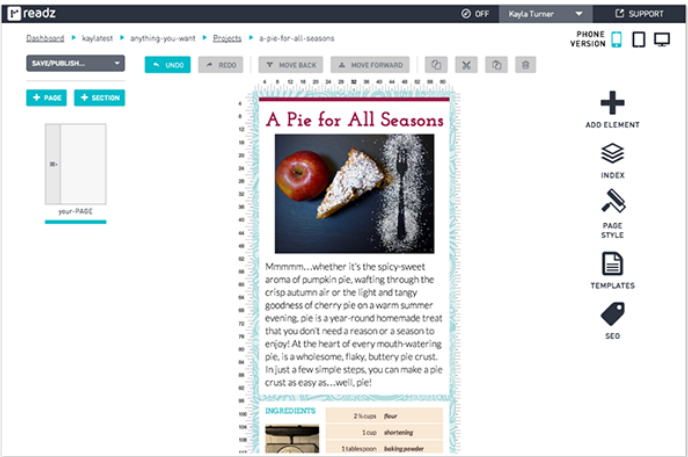 readz
OFF
Kayla Turner
SUPPORT
Dashboard
kaylatest
anything-you-want
Projects
a-pie-for-all-seasons
PHONE
VERSION
SAVE/PUBLISH...
UNDO
REDO
MOVE BACK
MOVE FORWARD
+ PAGE
+ SECTION
your-PAGE
A Pie for All Seasons
Mmmmm...whether it's the spicy-sweet
aroma of pumpkin pie, wafting through the
crisp autumn air or the light and tangy
goodness of cherry pie on a warm summer
evening, pie is a year-round homemade treat
that you don't need a reason or a season to
enjoy! At the heart of every mouth-watering
pie, is a wholesome, flaky, buttery pie crust.
In just a few simple steps, you can make a pie
crust as easy as...well, pie!
INGREDIENTS
2 ½ cups flour
1 cup shortening
1 tablespoon baking powder
ADD ELEMENT
INDEX
PAGE
STYLE
TEMPLATES
SEO